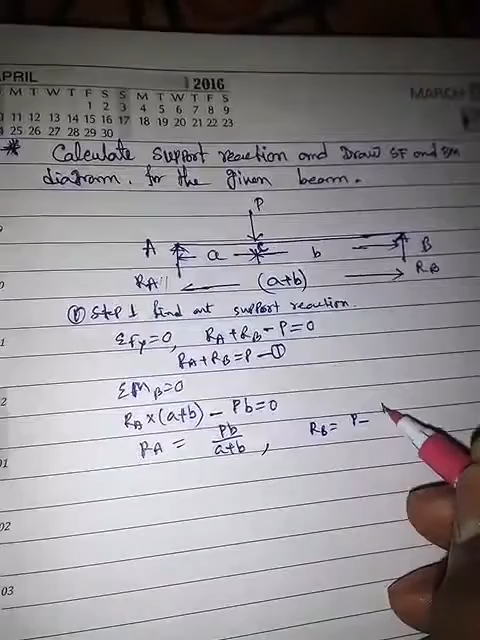 APRIL 2016
MARCH
M T W T F S S M T W T F S
1 2 3 4 5 6 7 8 9
11 12 13 14 15 16 17 18 19 20 21 22 23
25 26 27 28 29 30
* Calculate support reaction and Draw SF and BM
diagram. for the given beam.
P
A a C b B
RA (a+b) RB
① Step 1 find out support reaction.
ΣFy=0, RA+RB-P=0
RA+RB=P-①
ΣMB=0
RA×(a+b) - Pb=0
RA = Pb/a+b, RB= P-
02
03